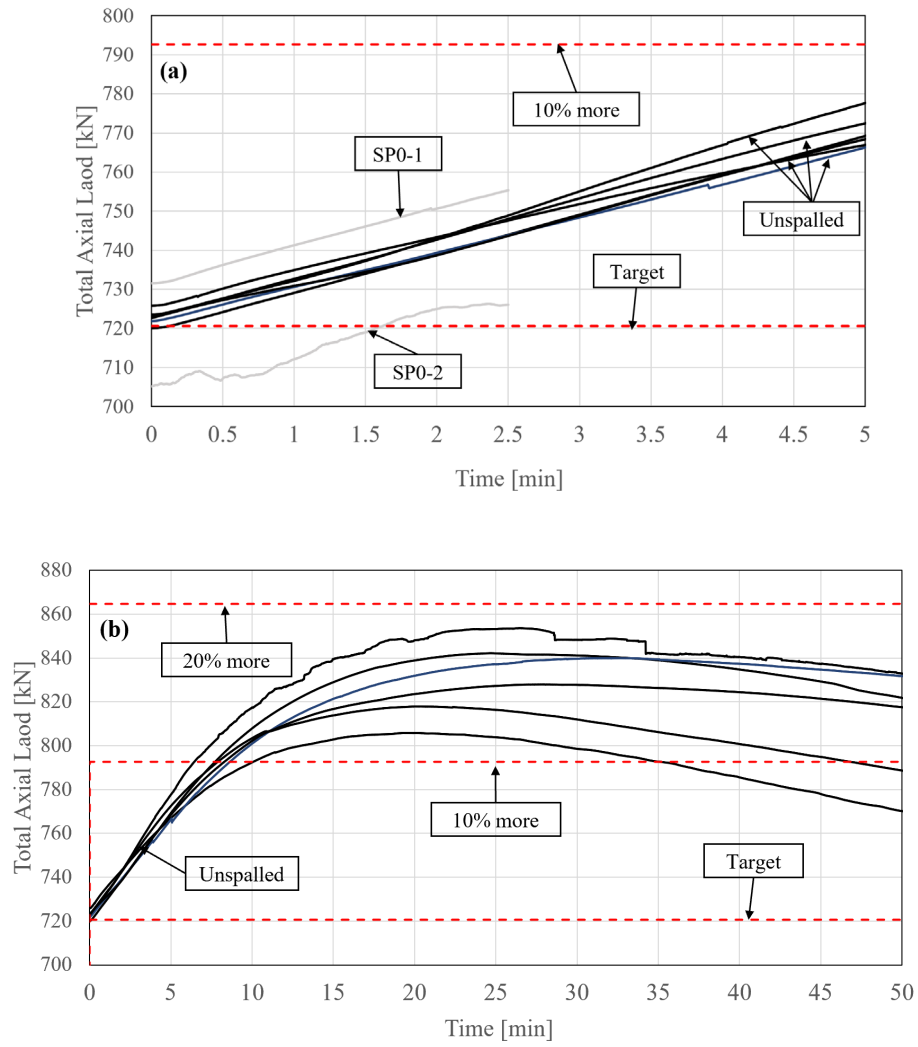 800
790
780
770
760
750
740
730
720
710
700
Total Axial Laod [kN]
(a)
10% more
SP0-1
Unspalled
Target
SP0-2
0 0.5 1 1.5 2 2.5 3 3.5 4 4.5 5
Time [min]
880
860
840
820
800
780
760
740
720
700
Total Axial Laod [kN]
(b)
20% more
10% more
Unspalled
Target
0 5 10 15 20 25 30 35 40 45 50
Time [min]